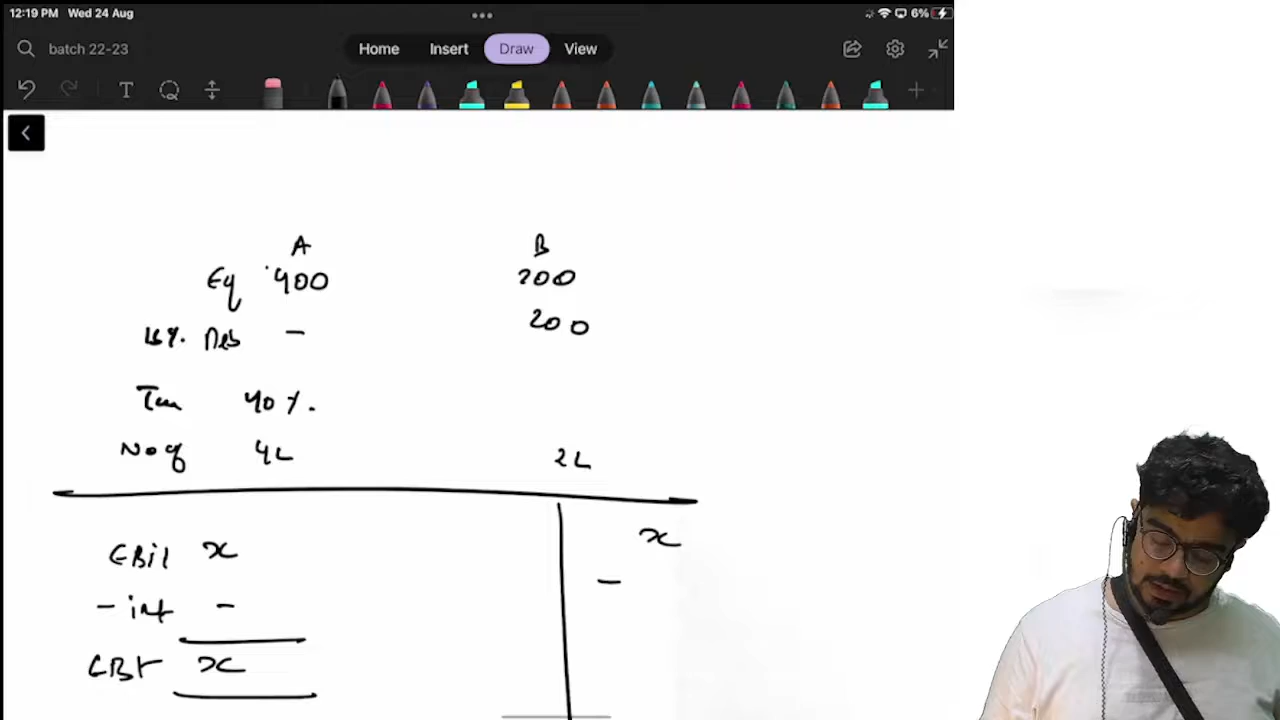 12:19 PM Wed 24 Aug
6%
batch 22-23
Home Insert Draw View
A B
Eq 400 200
15% Deb - 200
Tax 40%.
No of 4L 2L
EBIT x x
- int - -
EBT x